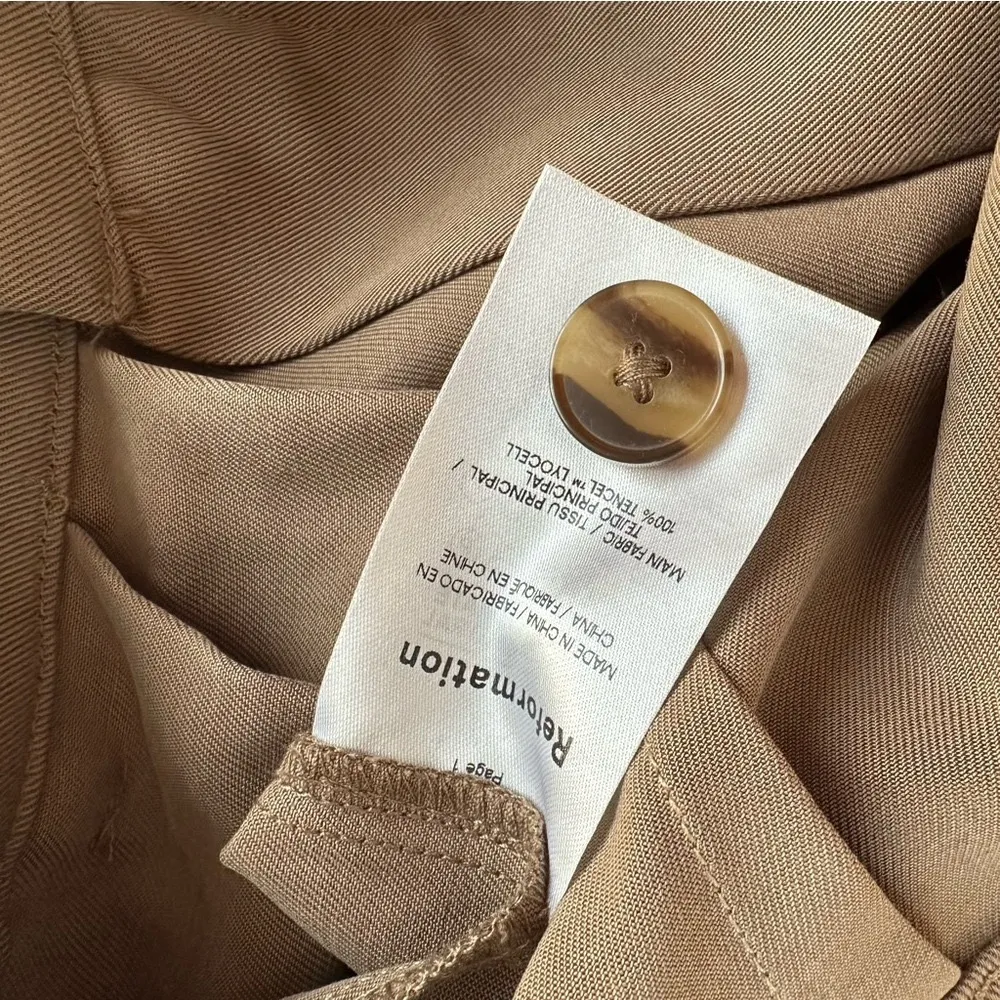 Page 1
Reformation
MADE IN CHINA / FABRICADO EN
CHINA / FABRIQUÉ EN CHINE
MAIN FABRIC / TISSU PRINCIPAL /
TEJIDO PRINCIPAL
100% TENCEL™ LYOCELL